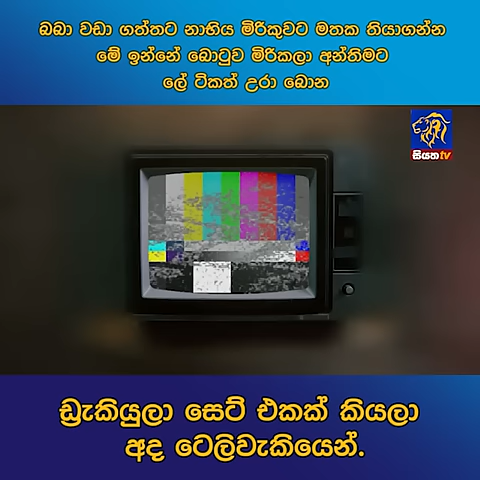 බබා වඩා ගත්තට නාභිය මිරිකුවට මතක තියාගන්න
මේ ඉන්නේ බොටුව මිරිකලා අන්තිමට
ලේ ටිකත් උරා බොන
සියත tv
ඩ්‍රැකියුලා සෙට් එකක් කියලා
අද ටෙලිවැකියෙන්.